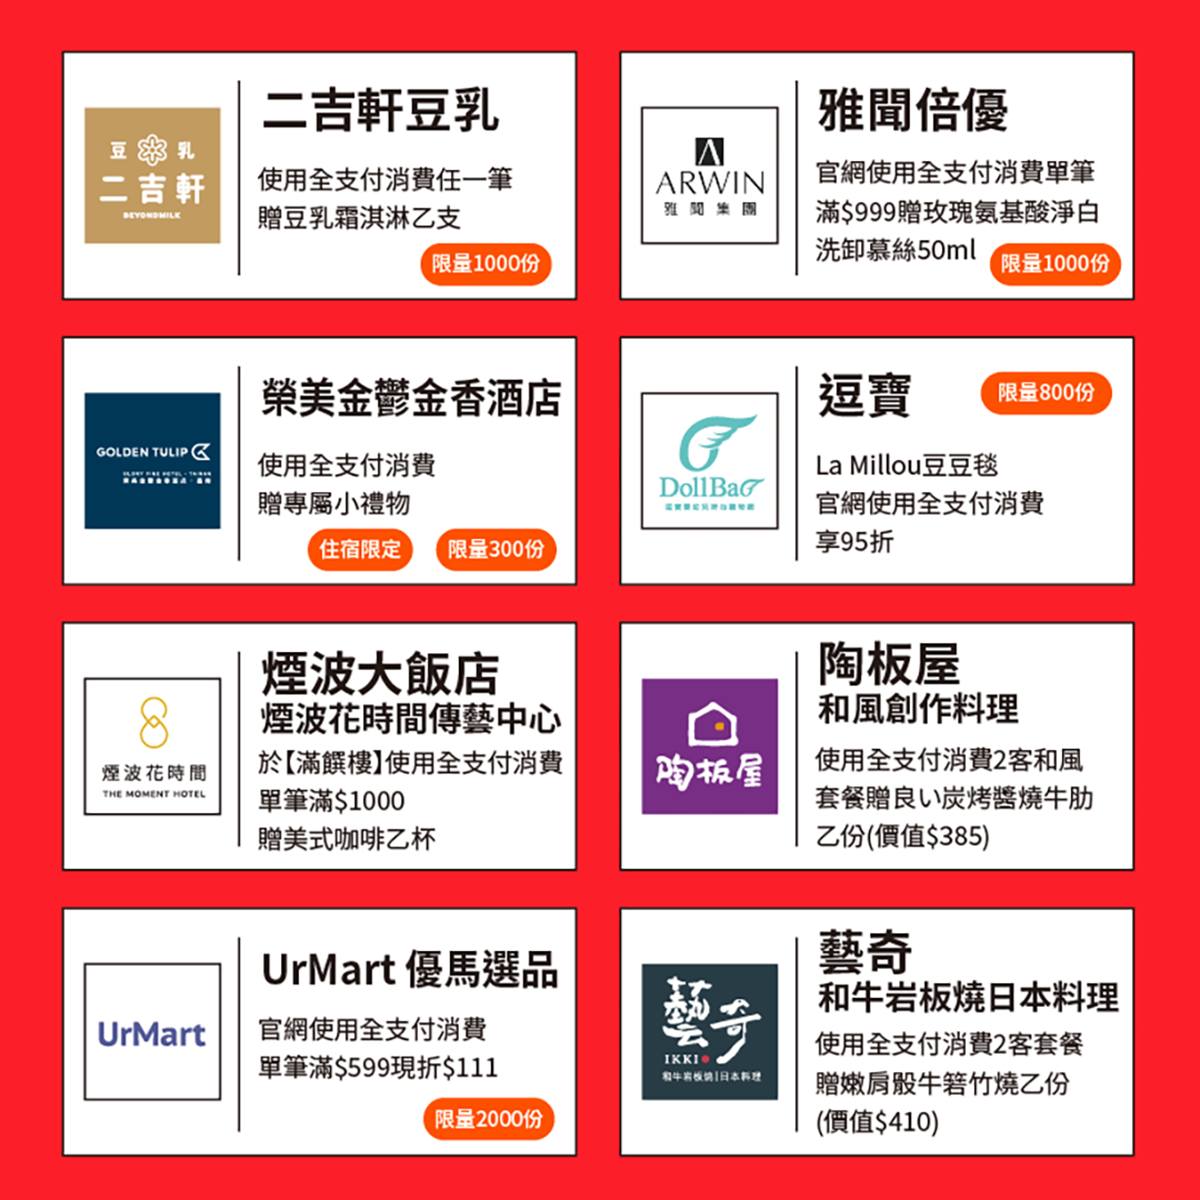 豆 乳
二吉軒
BEYONDMILK
二吉軒豆乳
使用全支付消費任一筆
贈豆乳霜淇淋乙支
限量1000份
ARWIN
雅聞集團
雅聞倍優
官網使用全支付消費單筆
滿$999贈玫瑰氨基酸淨白
洗卸慕絲50ml
限量1000份
GOLDEN TULIP
榮美金鬱金香酒店
使用全支付消費
贈專屬小禮物
住宿限定
限量300份
DollBao
逗寶
限量800份
La Millou豆豆毯
官網使用全支付消費
享95折
煙波花時間
THE MOMENT HOTEL
煙波大飯店
煙波花時間傳藝中心
於【滿饌樓】使用全支付消費
單筆滿$1000
贈美式咖啡乙杯
陶板屋
陶板屋
和風創作料理
使用全支付消費2客和風
套餐贈良い炭烤醬燒牛肋
乙份(價值$385)
UrMart
UrMart 優馬選品
官網使用全支付消費
單筆滿$599現折$111
限量2000份
藝奇
IKKI
和牛岩板燒|日本料理
藝奇
和牛岩板燒日本料理
使用全支付消費2客套餐
贈嫩肩骰牛箬竹燒乙份
(價值$410)